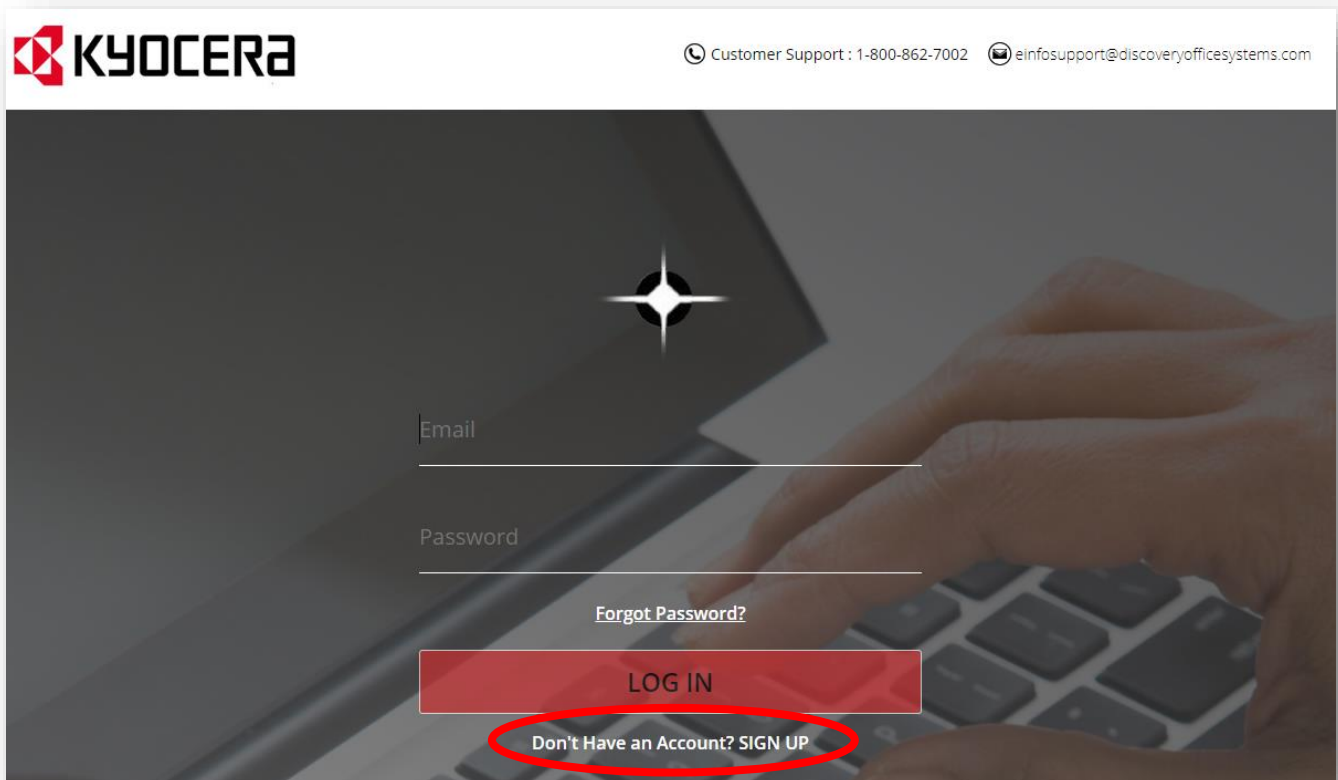 KYOCERA
Customer Support : 1-800-862-7002 einfosupport@discoveryofficesystems.com
Email
Password
Forgot Password?
LOG IN
Don't Have an Account? SIGN UP